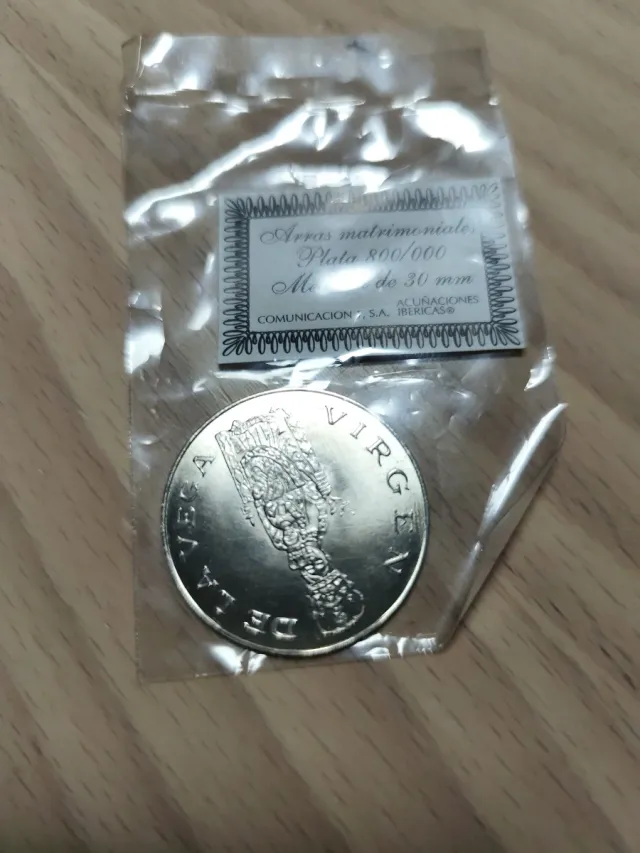 Arras matrimoniales
Plata 800/000
de 30 mm
ACUÑACIONES
COMUNICACION , S.A. IBERICAS®
VIRGEN
DE LA VEGA